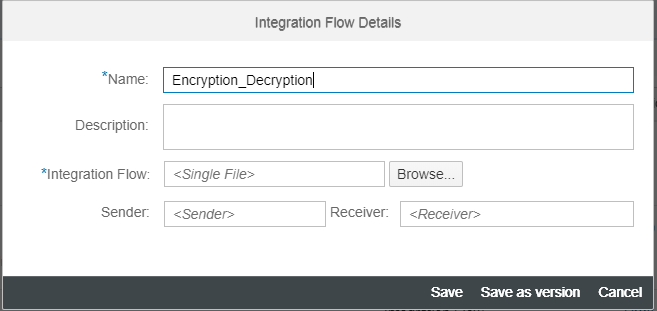 Integration Flow Details
*Name: Encryption_Decryption
Description:
*Integration Flow: <Single File> Browse...
Sender: <Sender> Receiver: <Receiver>
Save Save as version Cancel